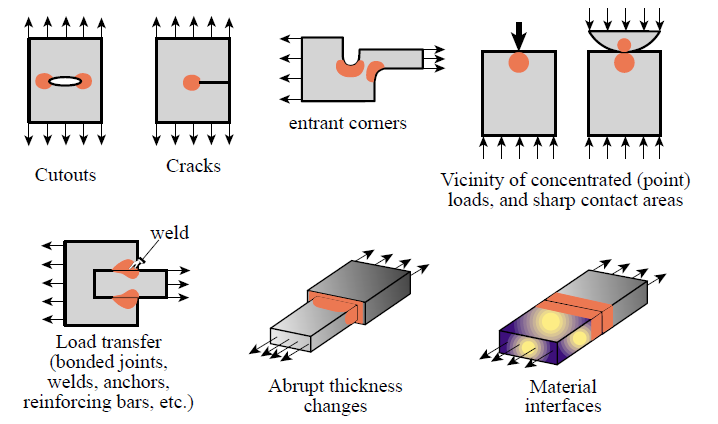 Cutouts
Cracks
entrant corners
Vicinity of concentrated (point)
loads, and sharp contact areas
weld
Load transfer
(bonded joints,
welds, anchors,
reinforcing bars, etc.)
Abrupt thickness
changes
Material
interfaces